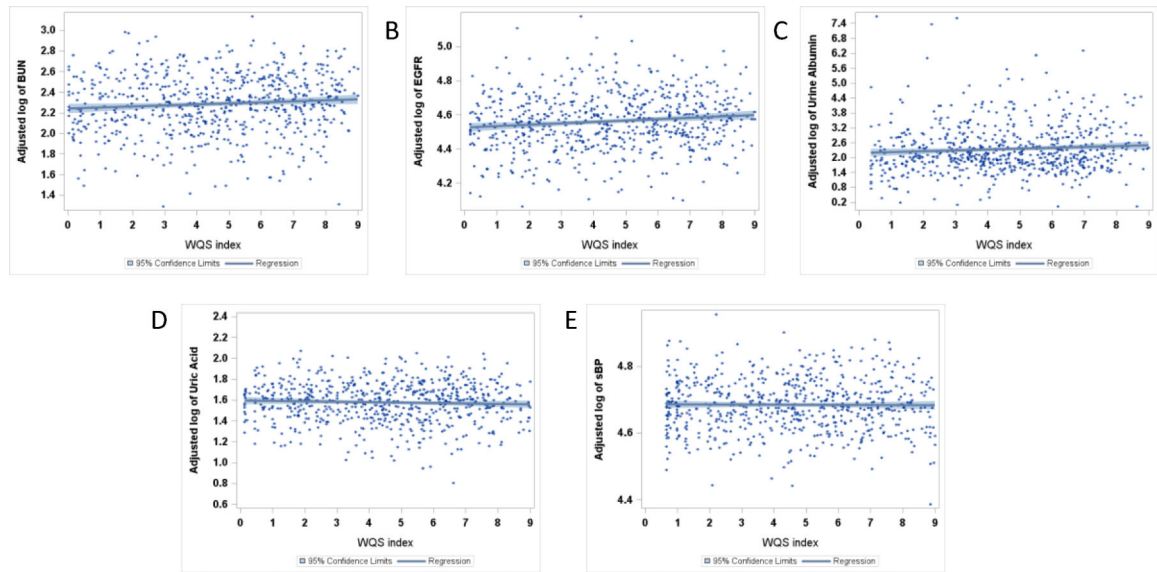 3.0
2.8
2.6
2.4
2.2
2.0
1.8
1.6
1.4
Adjusted log of BUN
0 1 2 3 4 5 6 7 8 9
WQS index
95% Confidence Limits Regression
B
5.0
4.8
4.6
4.4
4.2
Adjusted log of EGFR
0 1 2 3 4 5 6 7 8 9
WQS index
95% Confidence Limits Regression
C
7.4
6.8
6.2
5.6
5.0
4.4
3.8
3.2
2.6
2.0
1.4
0.8
0.2
Adjusted log of Urine Albumin
0 1 2 3 4 5 6 7 8 9
WQS index
95% Confidence Limits Regression
D
2.4
2.2
2.0
1.8
1.6
1.4
1.2
1.0
0.8
0.6
Adjusted log of Uric Acid
0 1 2 3 4 5 6 7 8 9
WQS index
95% Confidence Limits Regression
E
4.8
4.6
4.4
Adjusted log of sBP
0 1 2 3 4 5 6 7 8 9
WQS index
95% Confidence Limits Regression